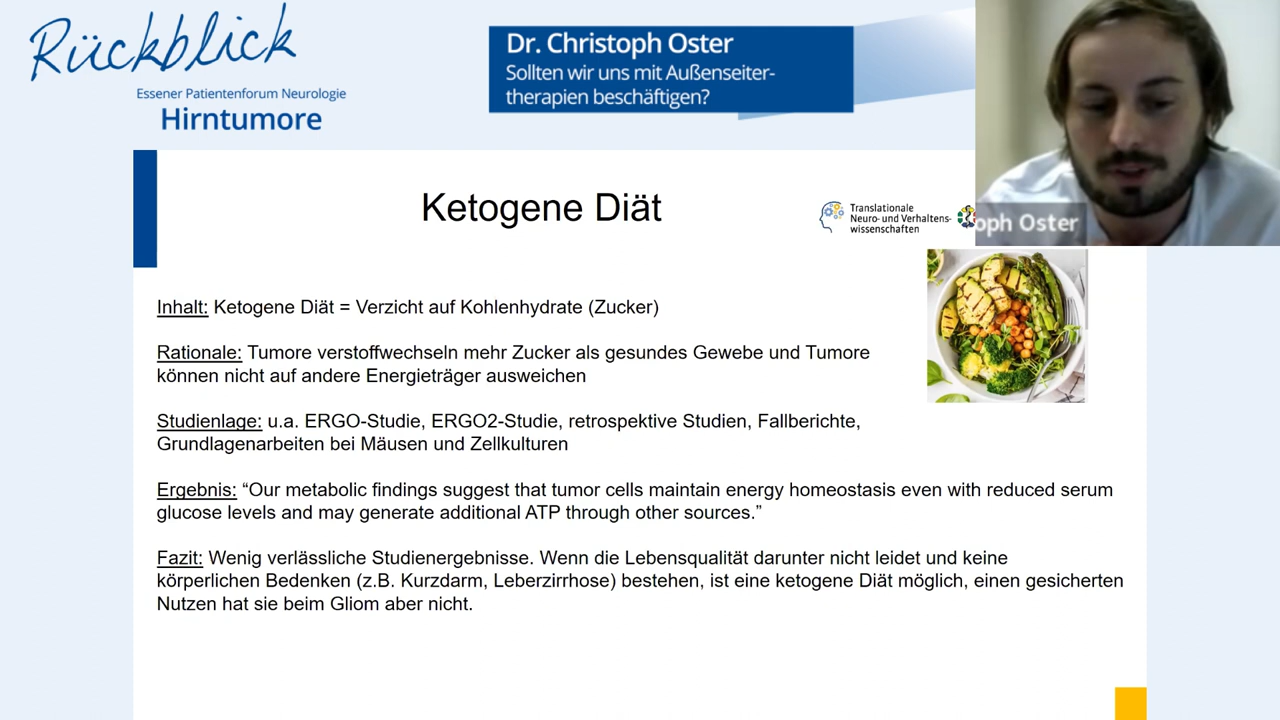 Rückblick
Essener Patientenforum Neurologie
Hirntumore
Dr. Christoph Oster
Sollten wir uns mit Außenseiter-
therapien beschäftigen?
Ketogene Diät
Translationale
Neuro- und Verhaltens-
wissenschaften
oph Oster
Inhalt: Ketogene Diät = Verzicht auf Kohlenhydrate (Zucker)
Rationale: Tumore verstoffwechseln mehr Zucker als gesundes Gewebe und Tumore
können nicht auf andere Energieträger ausweichen
Studienlage: u.a. ERGO-Studie, ERGO2-Studie, retrospektive Studien, Fallberichte,
Grundlagenarbeiten bei Mäusen und Zellkulturen
Ergebnis: “Our metabolic findings suggest that tumor cells maintain energy homeostasis even with reduced serum
glucose levels and may generate additional ATP through other sources.”
Fazit: Wenig verlässliche Studienergebnisse. Wenn die Lebensqualität darunter nicht leidet und keine
körperlichen Bedenken (z.B. Kurzdarm, Leberzirrhose) bestehen, ist eine ketogene Diät möglich, einen gesicherten
Nutzen hat sie beim Gliom aber nicht.